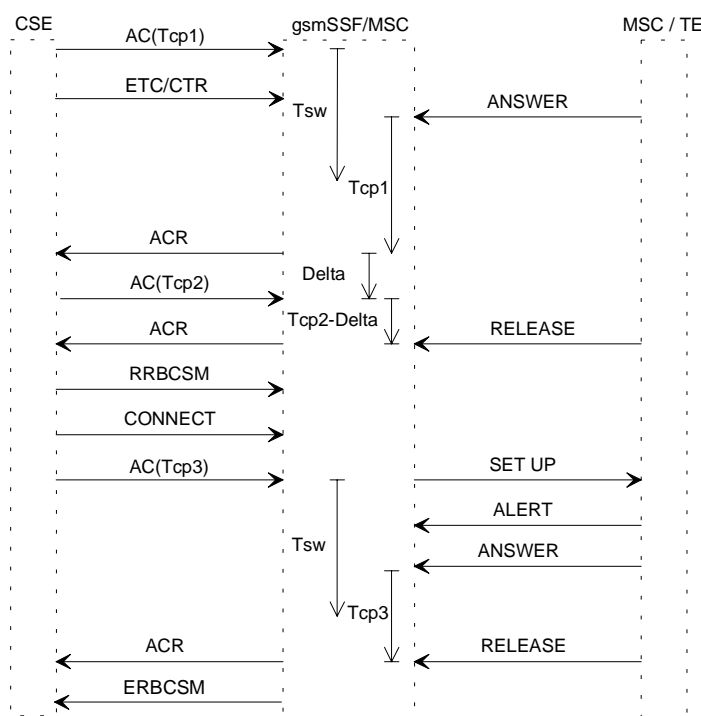 CSE gsmSSF/MSC MSC / TE
AC(Tcp1)
ETC/CTR
Tsw
ANSWER
Tcp1
ACR
Delta
AC(Tcp2)
Tcp2-Delta
ACR
RELEASE
RRBCSM
CONNECT
AC(Tcp3)
SET UP
ALERT
Tsw
ANSWER
Tcp3
ACR
RELEASE
ERBCSM